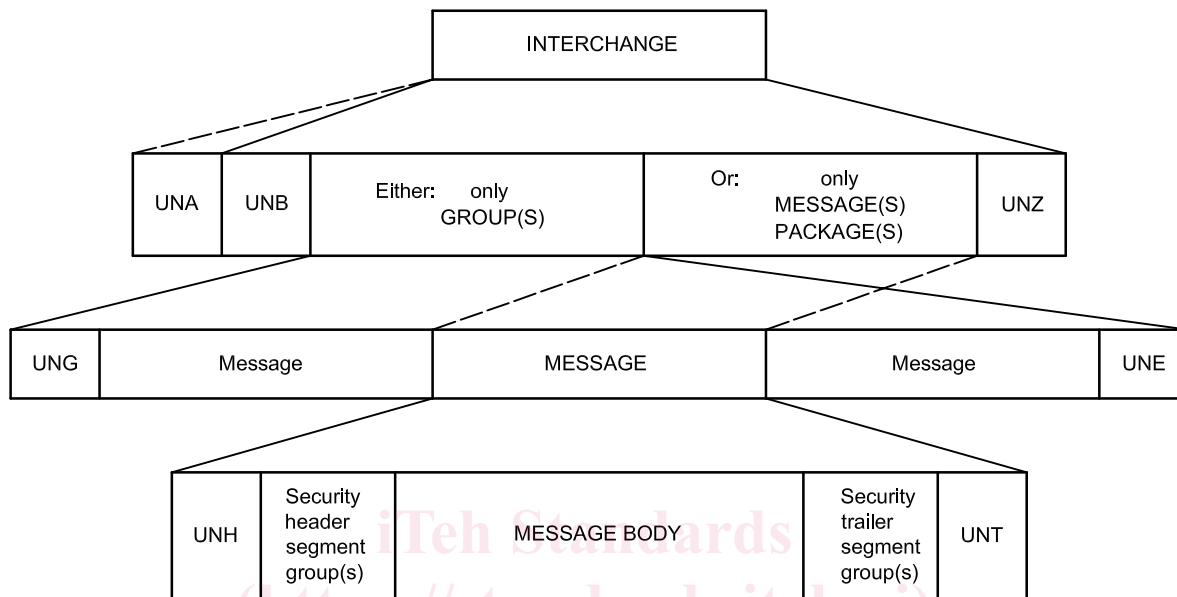 INTERCHANGE
UNA
UNB
Either: only
GROUP(S)
Or: only
MESSAGE(S)
PACKAGE(S)
UNZ
UNG
Message
MESSAGE
Message
UNE
UNH
Security
header
segment
group(s)
MESSAGE BODY
Security
trailer
segment
group(s)
UNT
iTeh Standards